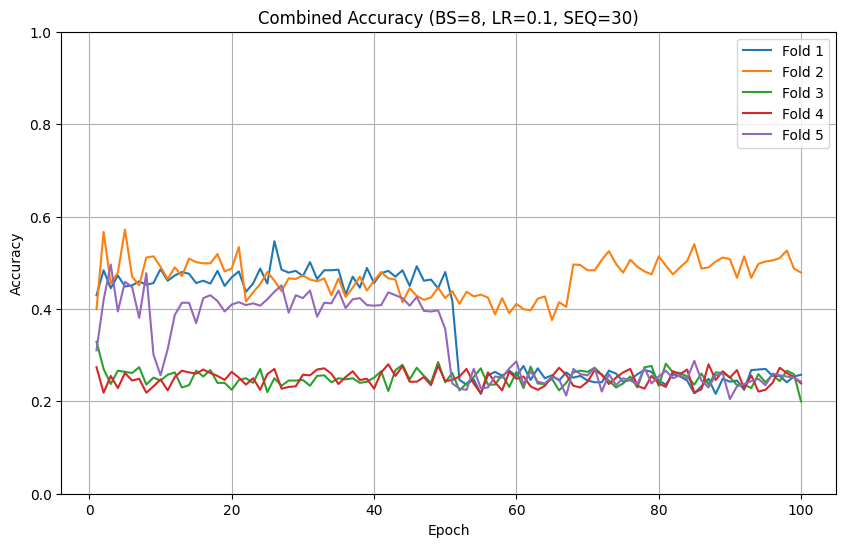 Combined Accuracy (BS=8, LR=0.1, SEQ=30)
Fold 1
Fold 2
Fold 3
Fold 4
Fold 5
Accuracy
1.0
0.8
0.6
0.4
0.2
0.0
0
20
40
60
80
100
Epoch